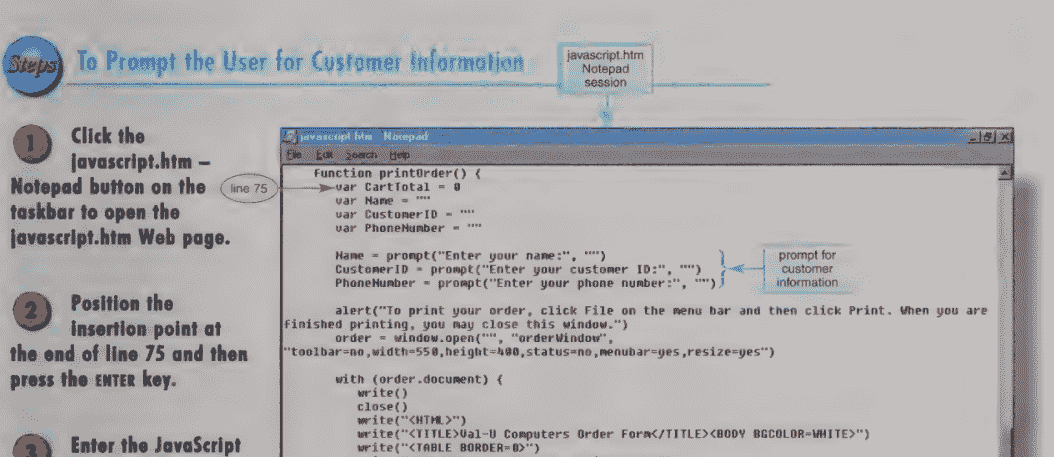 Steps
To Prompt the User for Customer Information
javascript.htm
Notepad
session
1
Click the
javascript.htm –
Notepad button on the
taskbar to open the
javascript.htm Web page.
2
Position the
insertion point at
the end of line 75 and then
press the ENTER key.
3
Enter the JavaScript
line 75
javascript.htm - Notepad
File Edit Search Help
function printOrder() {
var CartTotal = 0
var Name = ""
var CustomerID = ""
var PhoneNumber = ""
Name = prompt("Enter your name:", "")
CustomerID = prompt("Enter your customer ID:", "")
PhoneNumber = prompt("Enter your phone number:", "")
prompt for
customer
information
alert("To print your order, click File on the menu bar and then click Print. When you are
finished printing, you may close this window.")
order = window.open("", "orderWindow",
"toolbar=no,width=550,height=400,status=no,menubar=yes,resize=yes")
with (order.document) {
write()
close()
write("<HTML>")
write("<TITLE>Val-U Computers Order Form</TITLE><BODY BGCOLOR=WHITE>")
write("<TABLE BORDER=0>")